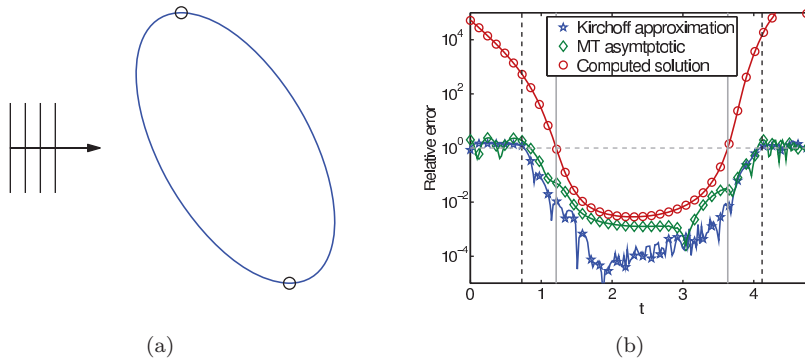 Kirchoff approximation
MT asymtptotic
Computed solution
Relative error
10^4
10^2
10^0
10^-2
10^-4
0 1 2 3 4
t
(a) (b)